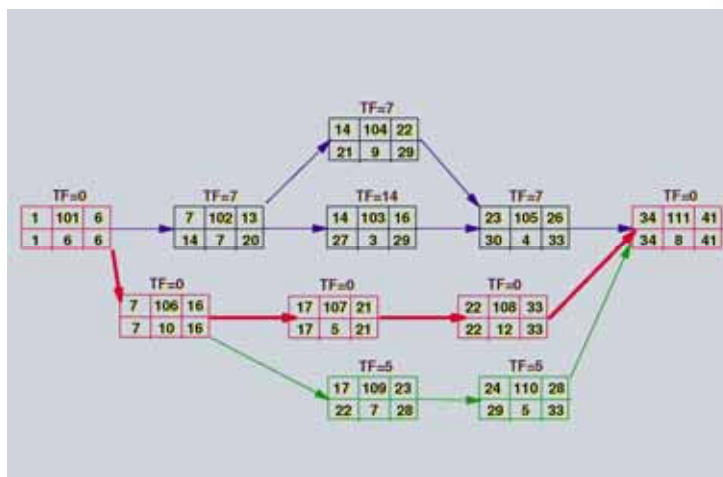 TF=7
14 104 22
21 9 29
TF=0
1 101 6
1 6 6
TF=7
7 102 13
14 7 20
TF=14
14 103 16
27 3 29
TF=7
23 105 26
30 4 33
TF=0
34 111 41
34 8 41
TF=0
7 106 16
7 10 16
TF=0
17 107 21
17 5 21
TF=0
22 108 33
22 12 33
TF=5
17 109 23
22 7 28
TF=5
24 110 28
29 5 33